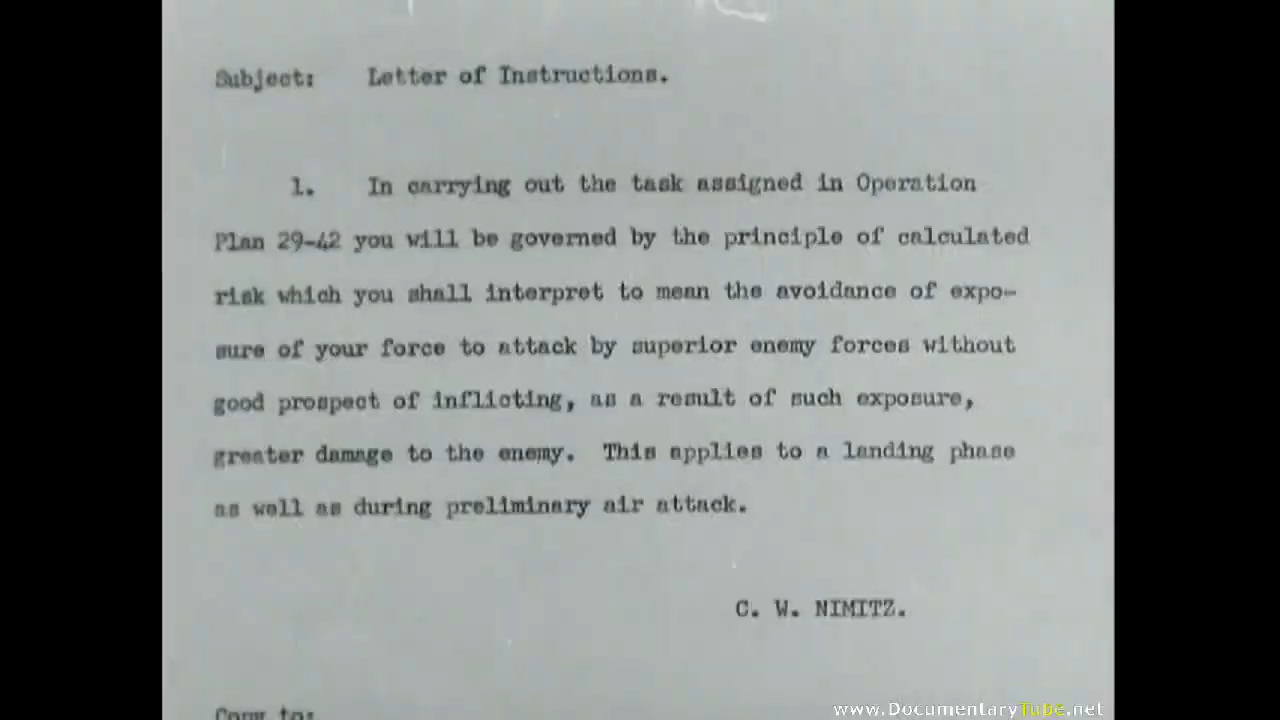 Subject: Letter of Instructions.
1. In carrying out the task assigned in Operation
Plan 29-42 you will be governed by the principle of calculated
risk which you shall interpret to mean the avoidance of expo-
sure of your force to attack by superior enemy forces without
good prospect of inflicting, as a result of such exposure,
greater damage to the enemy. This applies to a landing phase
as well as during preliminary air attack.
C. W. NIMITZ.
Copy to:
www.DocumentaryTube.net